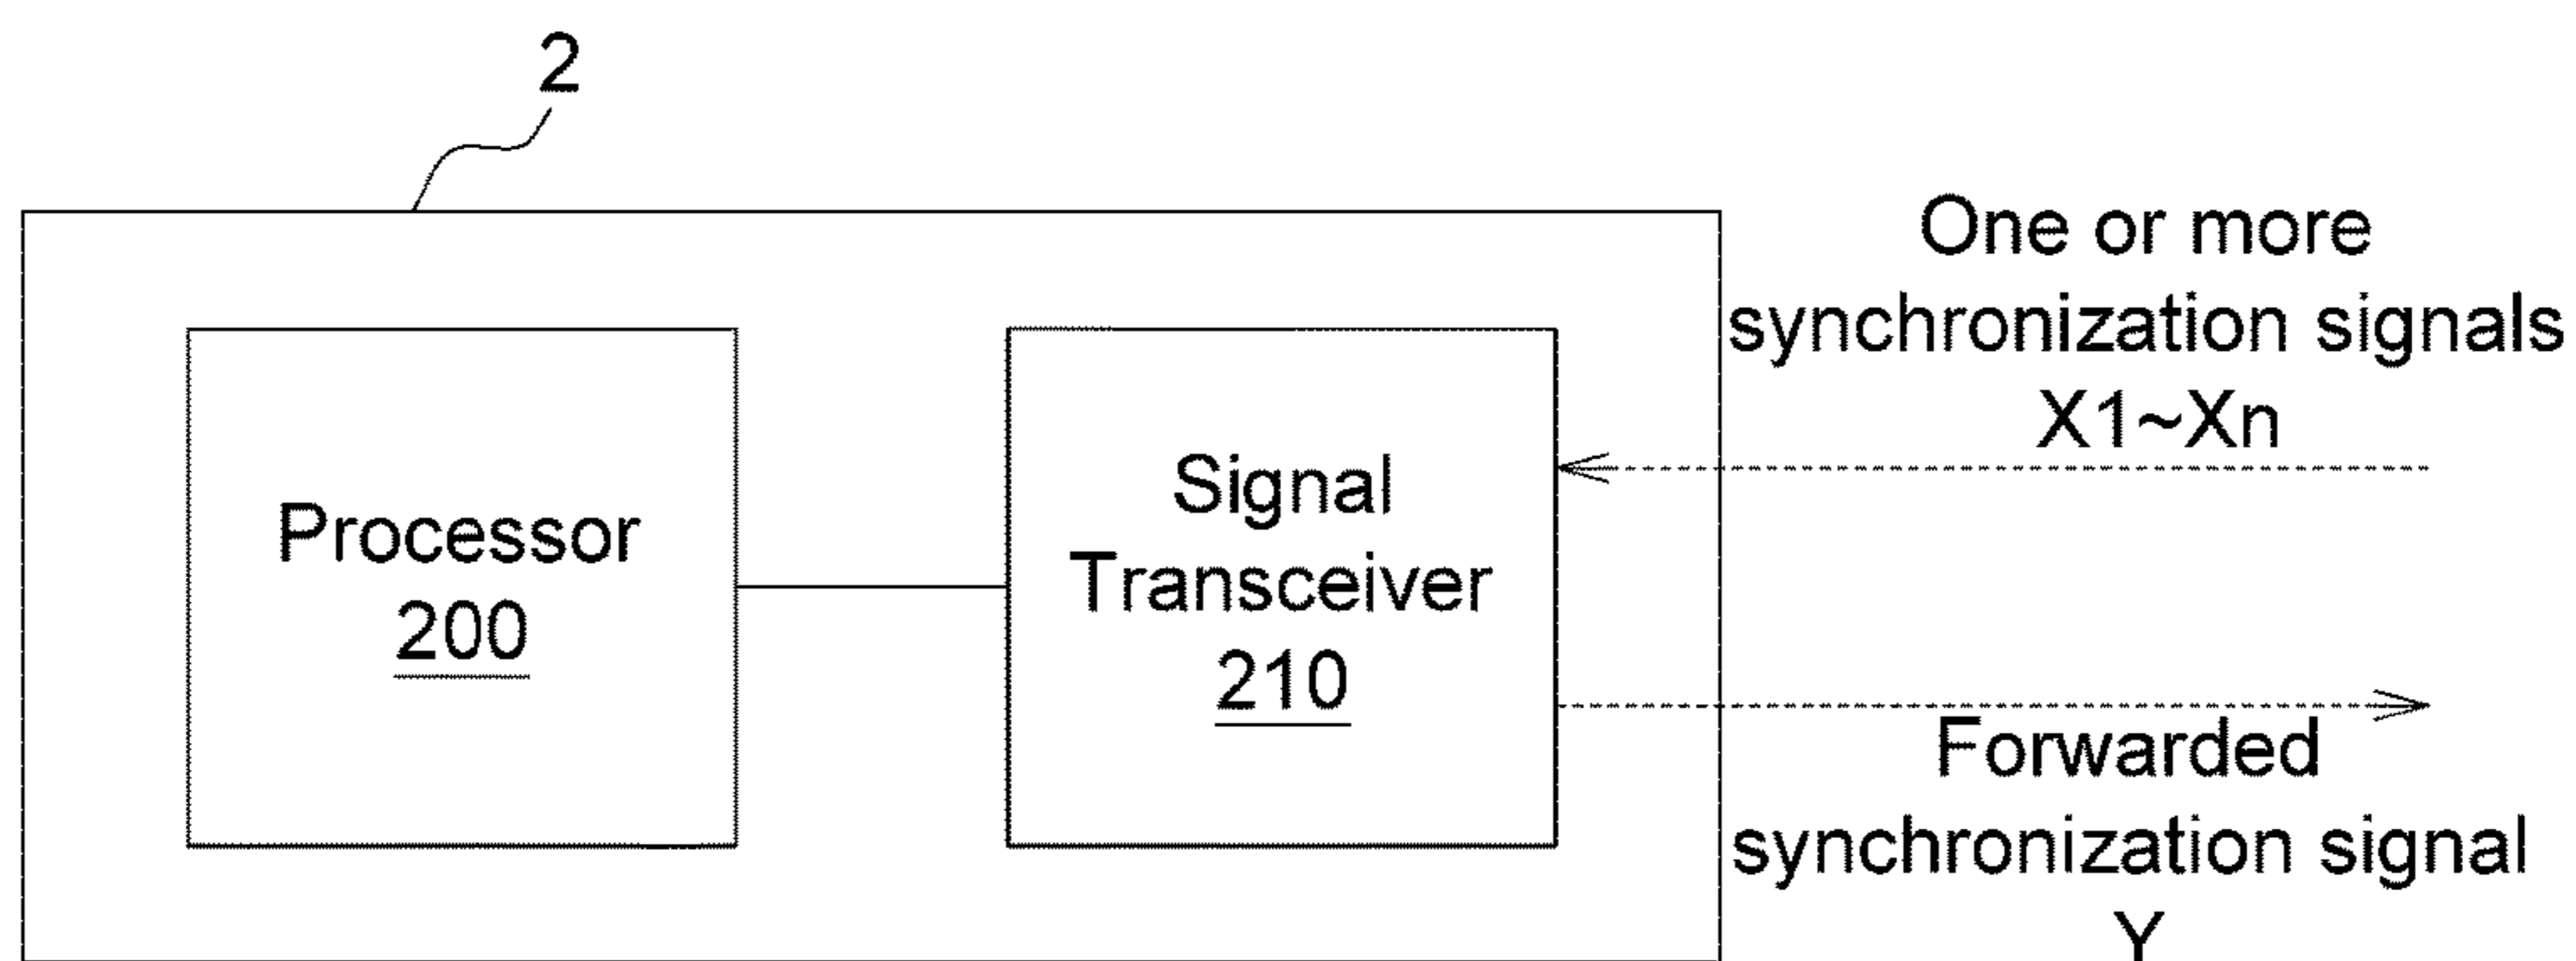 2
One or more
synchronization signals
X1~Xn
Processor
200
Signal
Transceiver
210
Forwarded
synchronization signal
Y